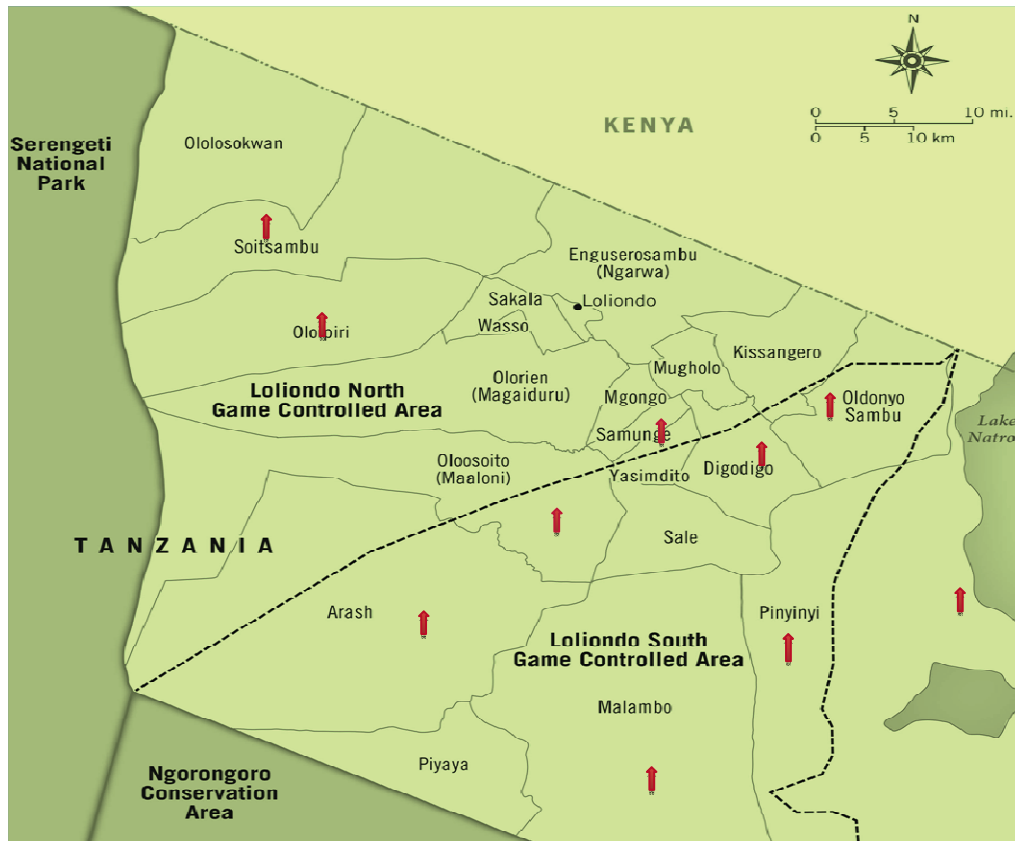 N
0 5 10 mi.
0 5 10 km
KENYA
Serengeti
National
Park
Ololosokwan
Soitsambu
Enguserosambu
(Ngarwa)
Sakala
Loliondo
Wasso
Kissangero
Mugholo
Loliondo North
Game Controlled Area
Olorien
(Magaiduru)
Mgongo
Oldonyo
Sambu
Lake
Samunge
Oloosoito
(Maaloni)
Yasimdito
Digodigo
TANZANIA
Sale
Arash
Pinyinyi
Loliondo South
Game Controlled Area
Malambo
Piyaya
Ngorongoro
Conservation
Area